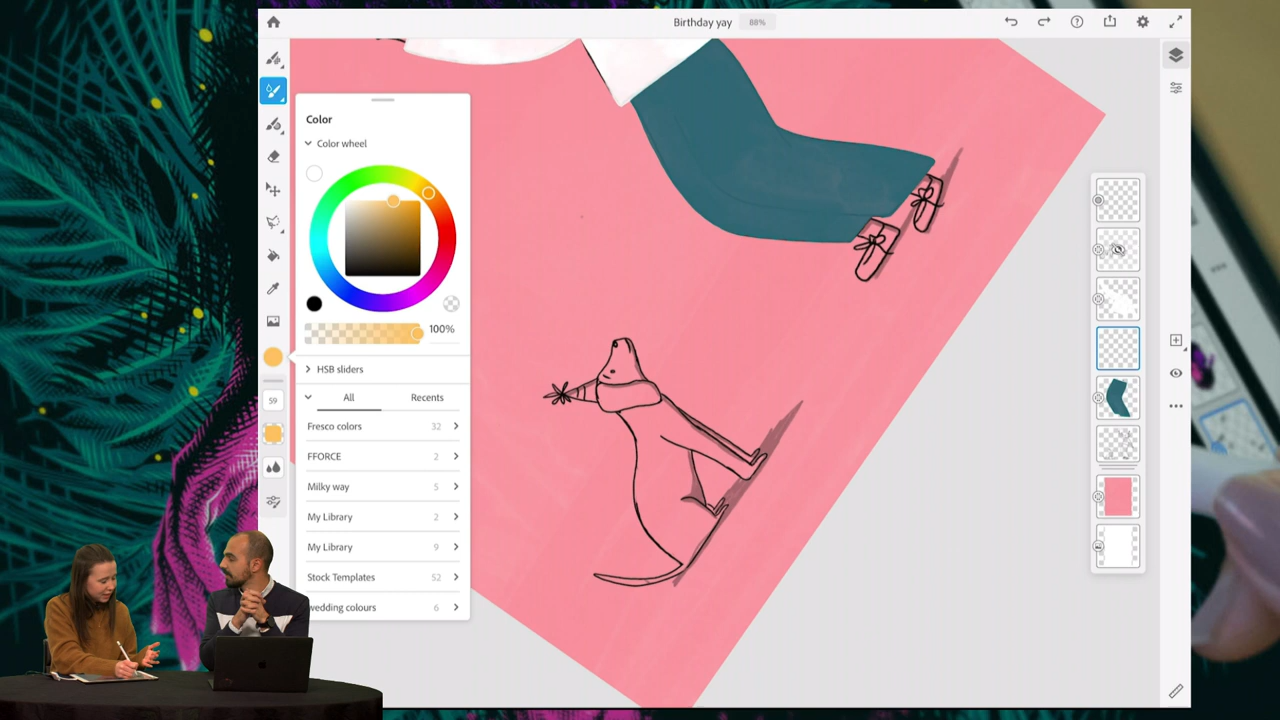 Birthday yay 88%
Color
Color wheel
100%
HSB sliders
All Recents
59
Fresco colors 32
FFORCE 2
Milky way 5
My Library 2
My Library 9
Stock Templates 52
wedding colours 6